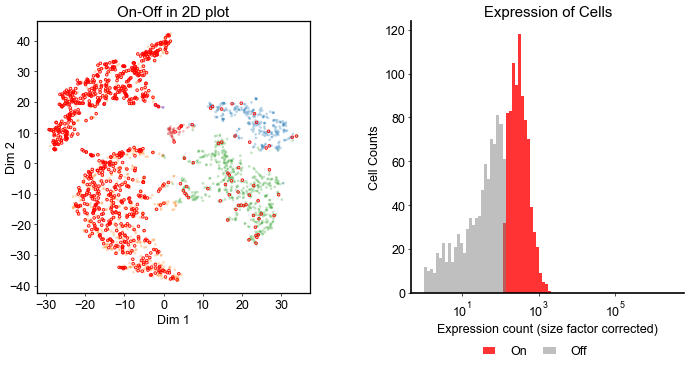 On-Off in 2D plot
40
30
20
10
0
−10
−20
−30
−40
Dim 2
−30 −20 −10 0 10 20 30
Dim 1
Expression of Cells
120
100
80
60
40
20
0
Cell Counts
10^1 10^3 10^5
Expression count (size factor corrected)
On Off